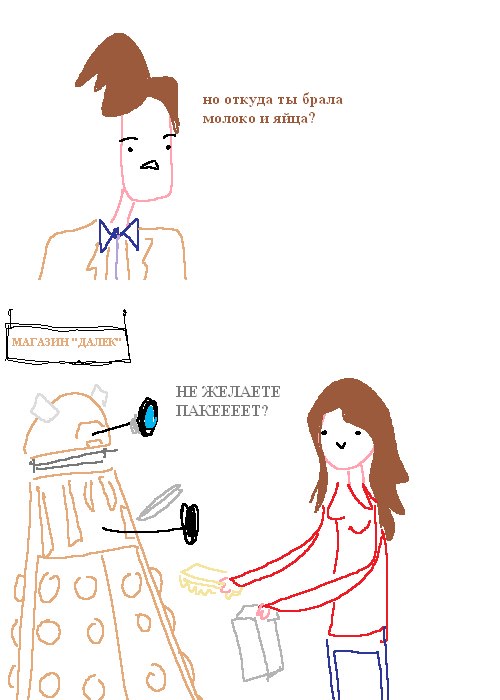 но откуда ты брала
молоко и яйца?
МАГАЗИН "ДАЛЕК"
НЕ ЖЕЛАЕТЕ
ПАКЕЕЕЕТ?